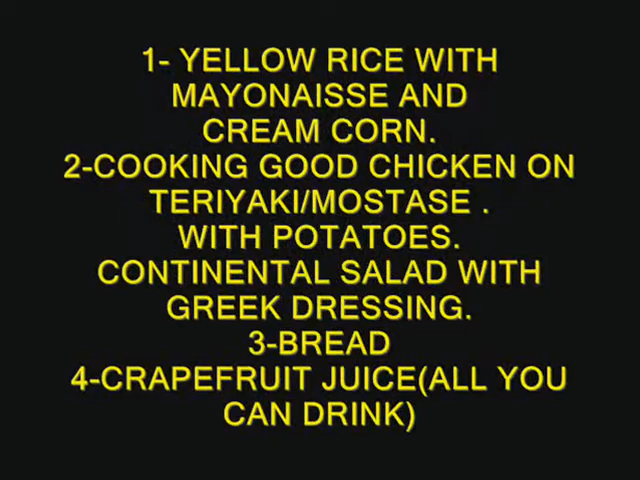 1- YELLOW RICE WITH
MAYONAISSE AND
CREAM CORN.
2-COOKING GOOD CHICKEN ON
TERIYAKI/MOSTASE .
WITH POTATOES.
CONTINENTAL SALAD WITH
GREEK DRESSING.
3-BREAD
4-CRAPEFRUIT JUICE(ALL YOU
CAN DRINK)